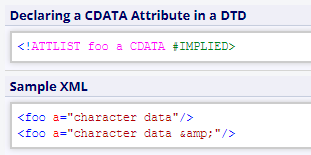 Declaring a CDATA Attribute in a DTD
<!ATTLIST foo a CDATA #IMPLIED>
Sample XML
<foo a="character data"/>
<foo a="character data &amp;"/>